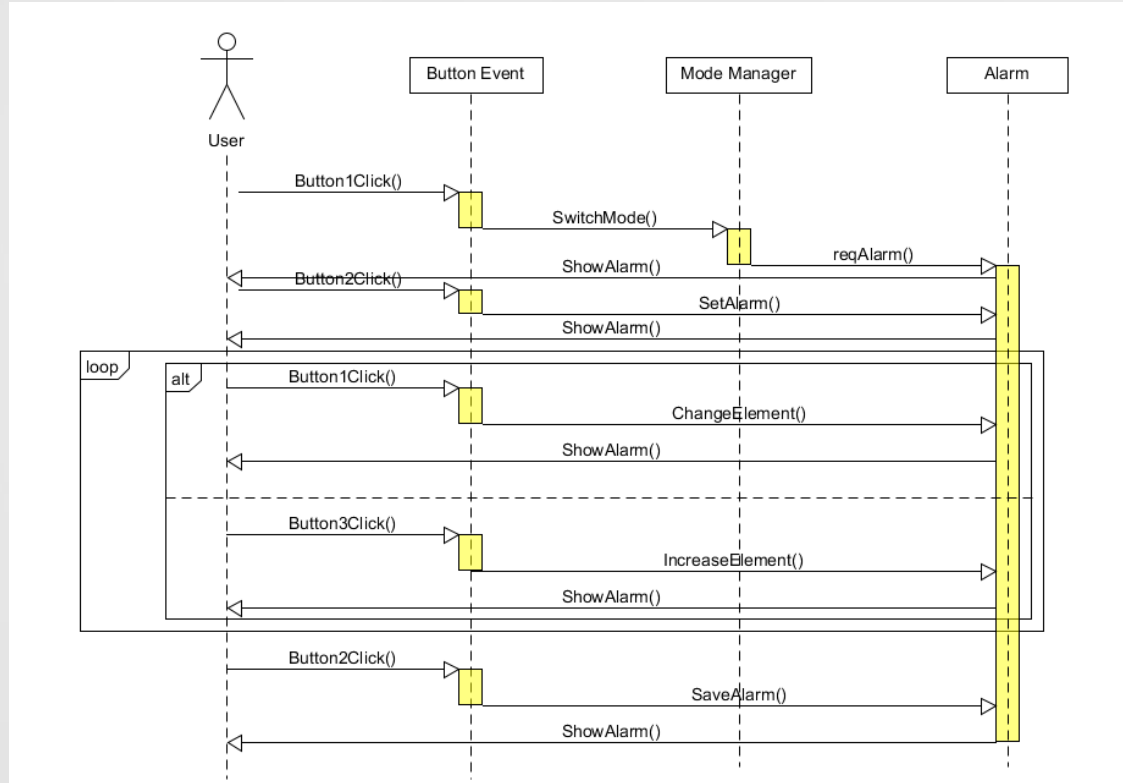 Button Event
Mode Manager
Alarm
User
Button1Click()
SwitchMode()
reqAlarm()
ShowAlarm()
Button2Click()
SetAlarm()
ShowAlarm()
loop
alt
Button1Click()
ChangeElement()
ShowAlarm()
Button3Click()
IncreaseElement()
ShowAlarm()
Button2Click()
SaveAlarm()
ShowAlarm()